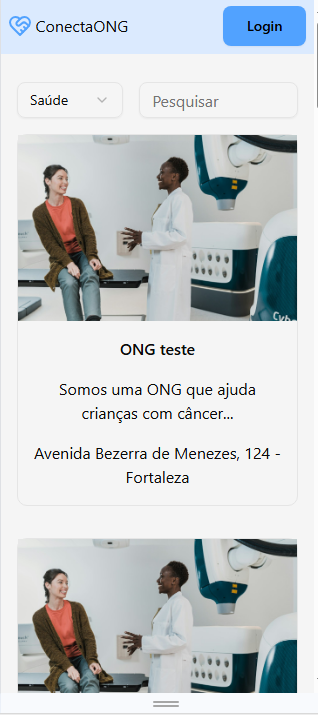 ConectaONG
Login
Saúde
Pesquisar
ONG teste
Somos uma ONG que ajuda
crianças com câncer...
Avenida Bezerra de Menezes, 124 -
Fortaleza